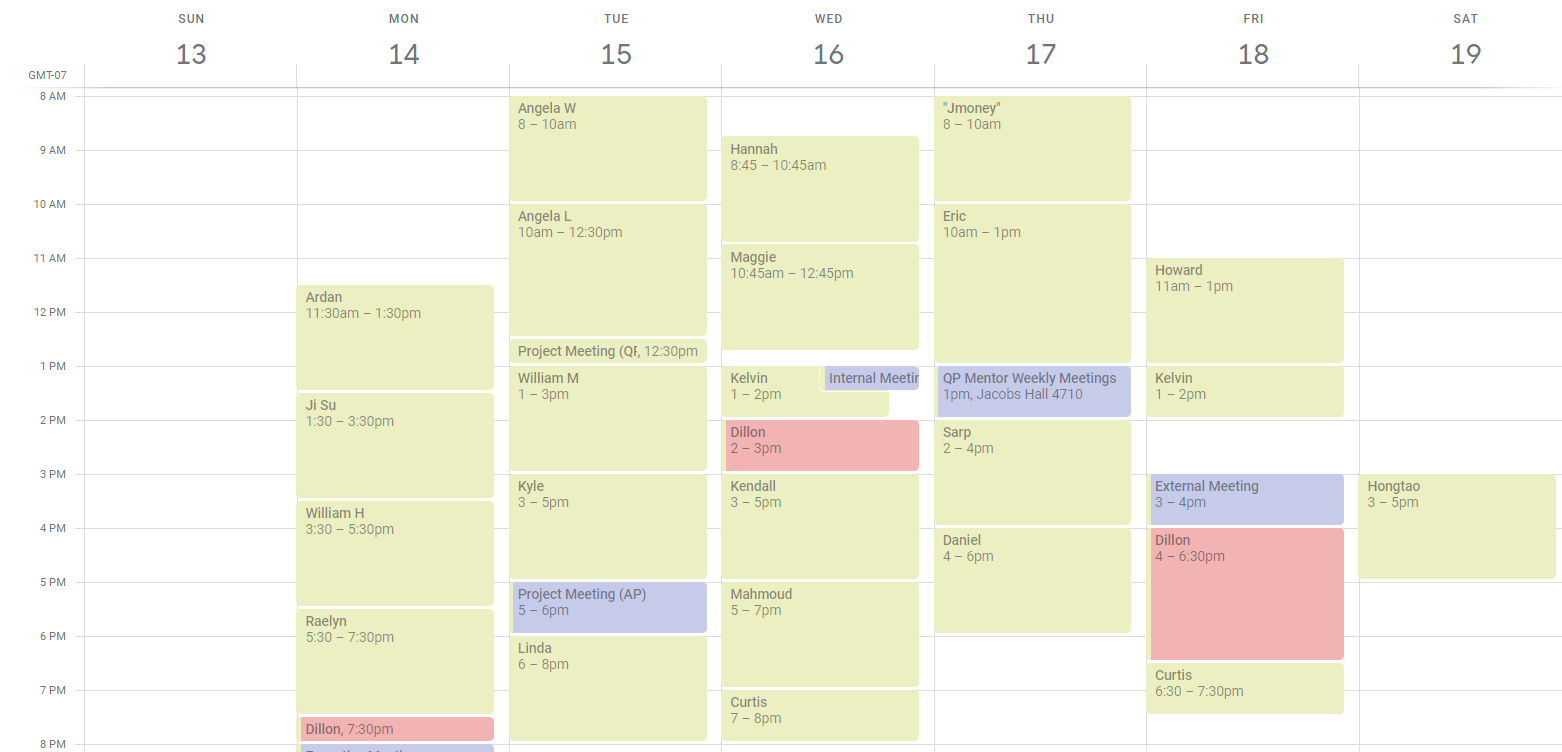 SUN
MON
TUE
WED
THU
FRI
SAT
13
14
15
16
17
18
19
GMT-07
8 AM
9 AM
10 AM
11 AM
12 PM
1 PM
2 PM
3 PM
4 PM
5 PM
6 PM
7 PM
8 PM
Ardan
11:30am – 1:30pm
Ji Su
1:30 – 3:30pm
William H
3:30 – 5:30pm
Raelyn
5:30 – 7:30pm
Dillon, 7:30pm
Angela W
8 – 10am
Angela L
10am – 12:30pm
Project Meeting (QF, 12:30pm
William M
1 – 3pm
Kyle
3 – 5pm
Project Meeting (AP)
5 – 6pm
Linda
6 – 8pm
Hannah
8:45 – 10:45am
Maggie
10:45am – 12:45pm
Kelvin
1 – 2pm
Internal Meetin
Dillon
2 – 3pm
Kendall
3 – 5pm
Mahmoud
5 – 7pm
Curtis
7 – 8pm
"Jmoney"
8 – 10am
Eric
10am – 1pm
QP Mentor Weekly Meetings
1pm, Jacobs Hall 4710
Sarp
2 – 4pm
Daniel
4 – 6pm
Howard
11am – 1pm
Kelvin
1 – 2pm
External Meeting
3 – 4pm
Dillon
4 – 6:30pm
Curtis
6:30 – 7:30pm
Hongtao
3 – 5pm